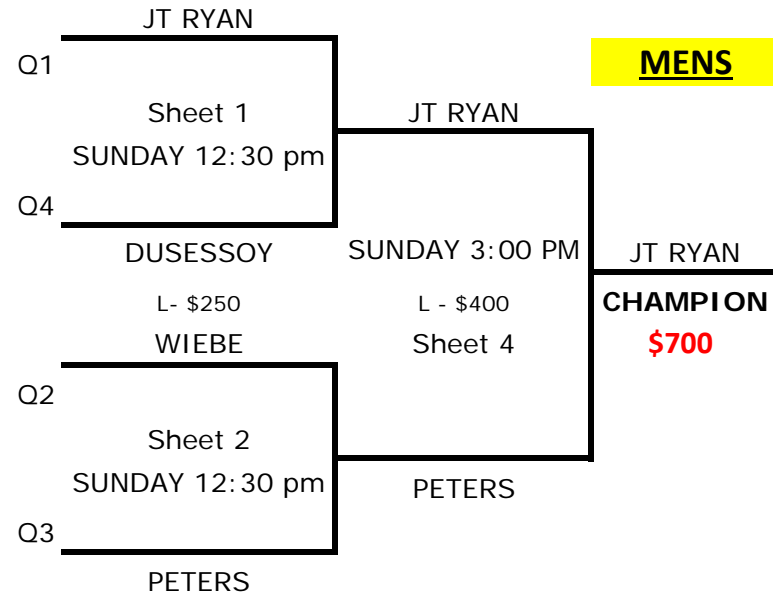 JT RYAN
Q1
MENS
Sheet 1
JT RYAN
SUNDAY 12:30 pm
Q4
DUSESSOY
SUNDAY 3:00 PM
JT RYAN
L- $250
L - $400
CHAMPION
WIEBE
Sheet 4
$700
Q2
Sheet 2
SUNDAY 12:30 pm
PETERS
Q3
PETERS